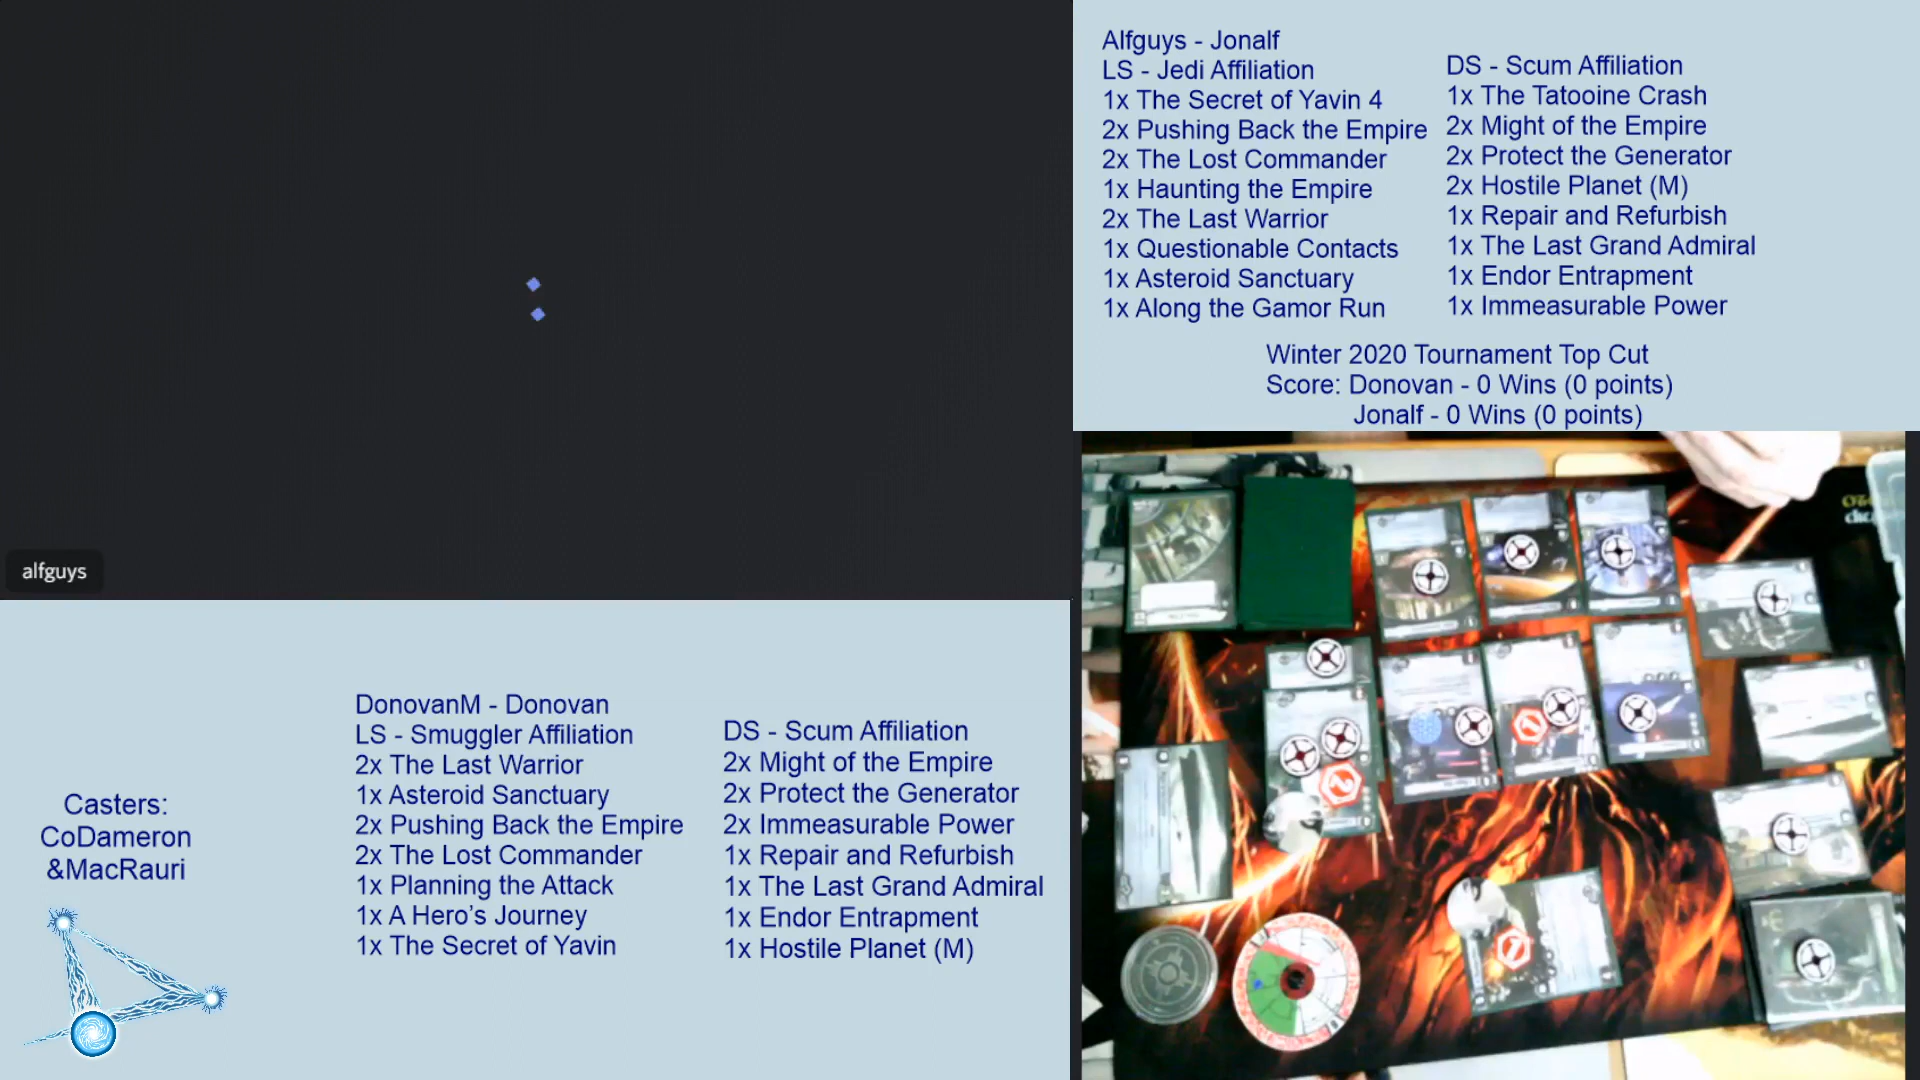 alfguys
Alfguys - Jonalf
LS - Jedi Affiliation
1x The Secret of Yavin 4
2x Pushing Back the Empire
2x The Lost Commander
1x Haunting the Empire
2x The Last Warrior
1x Questionable Contacts
1x Asteroid Sanctuary
1x Along the Gamor Run
DS - Scum Affiliation
1x The Tatooine Crash
2x Might of the Empire
2x Protect the Generator
2x Hostile Planet (M)
1x Repair and Refurbish
1x The Last Grand Admiral
1x Endor Entrapment
1x Immeasurable Power
Winter 2020 Tournament Top Cut
Score: Donovan - 0 Wins (0 points)
Jonalf - 0 Wins (0 points)
Casters:
CoDameron
&MacRauri
DonovanM - Donovan
LS - Smuggler Affiliation
2x The Last Warrior
1x Asteroid Sanctuary
2x Pushing Back the Empire
2x The Lost Commander
1x Planning the Attack
1x A Hero's Journey
1x The Secret of Yavin
DS - Scum Affiliation
2x Might of the Empire
2x Protect the Generator
2x Immeasurable Power
1x Repair and Refurbish
1x The Last Grand Admiral
1x Endor Entrapment
1x Hostile Planet (M)